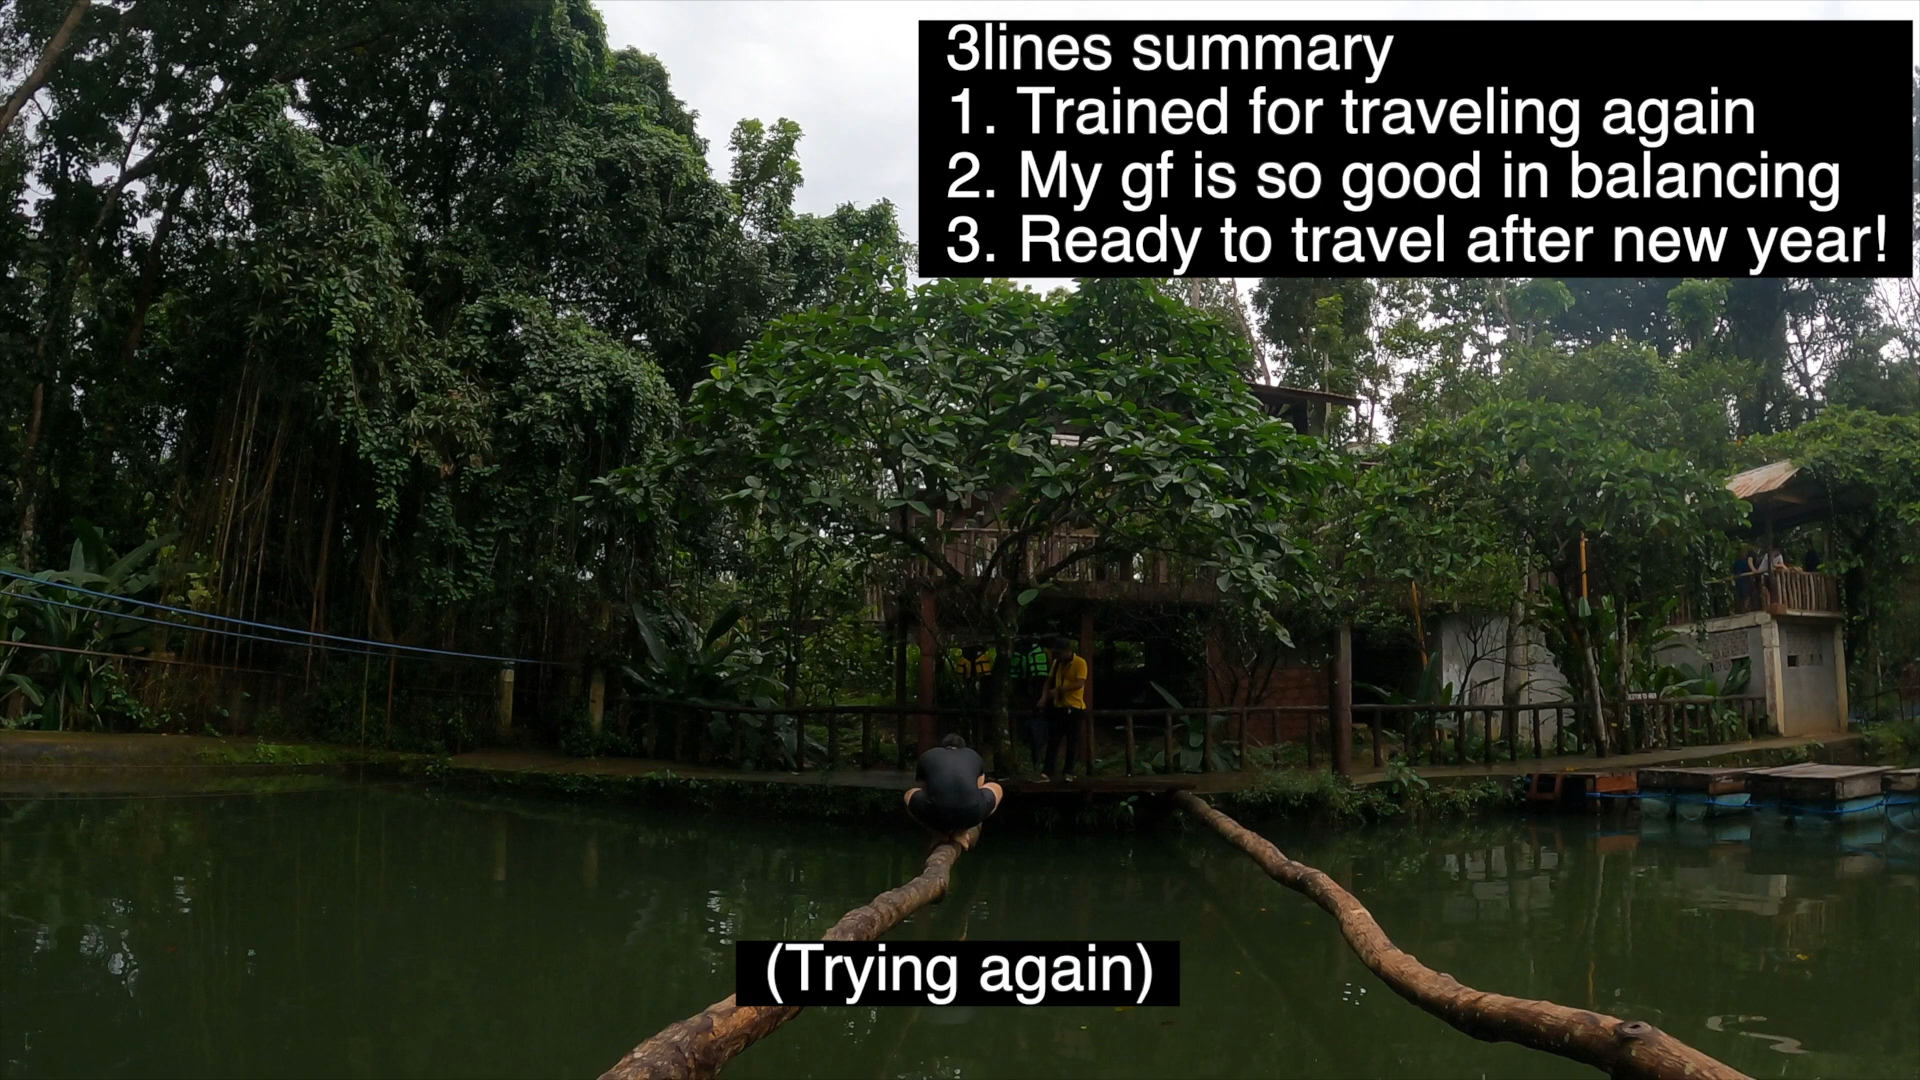 3lines summary
1. Trained for traveling again
2. My gf is so good in balancing
3. Ready to travel after new year!
(Trying again)